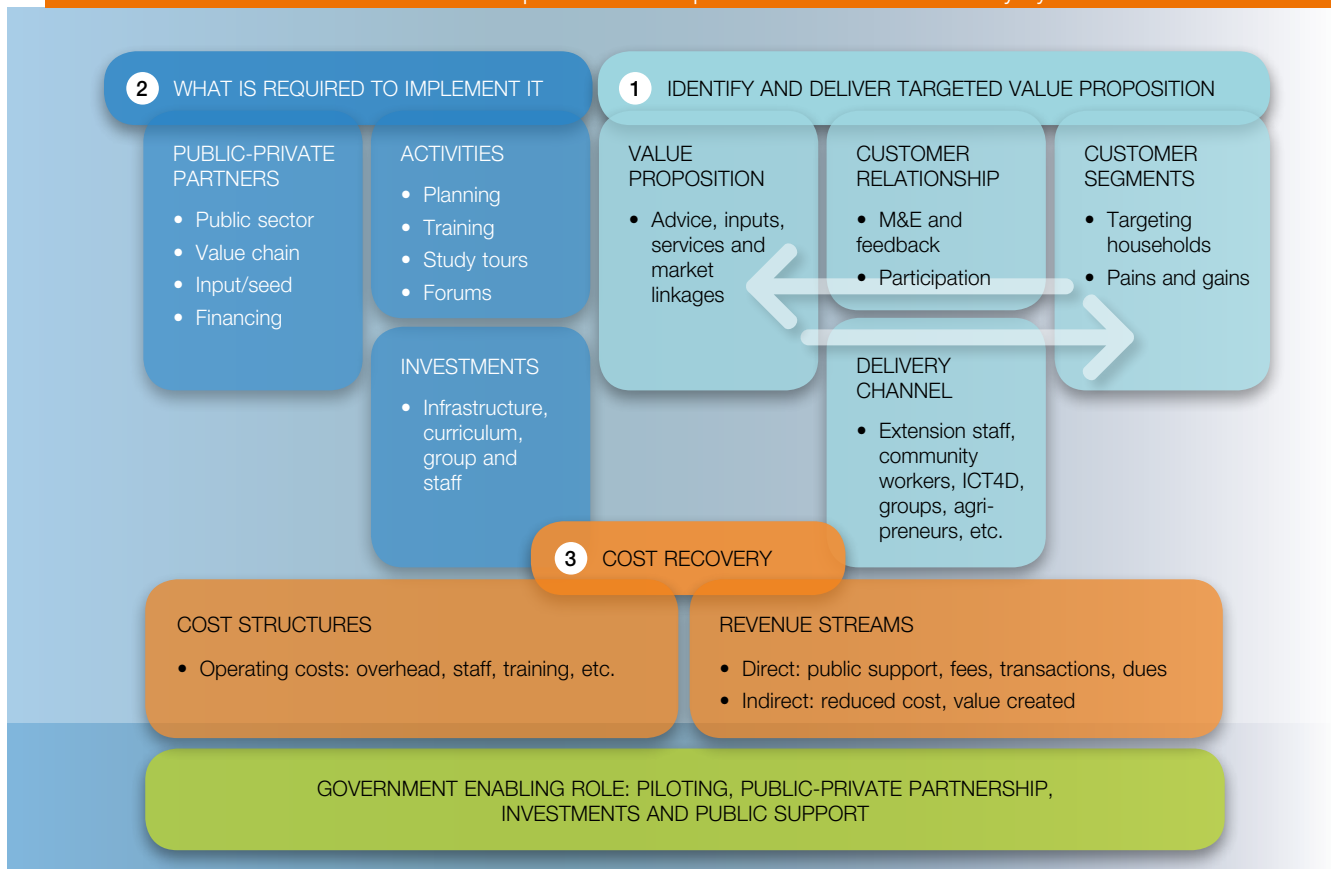 2 WHAT IS REQUIRED TO IMPLEMENT IT
PUBLIC-PRIVATE
PARTNERS
• Public sector
• Value chain
• Input/seed
• Financing
ACTIVITIES
• Planning
• Training
• Study tours
• Forums
INVESTMENTS
• Infrastructure,
curriculum,
group and
staff
1 IDENTIFY AND DELIVER TARGETED VALUE PROPOSITION
VALUE
PROPOSITION
• Advice, inputs,
services and
market
linkages
CUSTOMER
RELATIONSHIP
• M&E and
feedback
• Participation
CUSTOMER
SEGMENTS
• Targeting
households
• Pains and gains
DELIVERY
CHANNEL
• Extension staff,
community
workers, ICT4D,
groups, agri-
preneurs, etc.
3 COST RECOVERY
COST STRUCTURES
• Operating costs: overhead, staff, training, etc.
REVENUE STREAMS
• Direct: public support, fees, transactions, dues
• Indirect: reduced cost, value created
GOVERNMENT ENABLING ROLE: PILOTING, PUBLIC-PRIVATE PARTNERSHIP,
INVESTMENTS AND PUBLIC SUPPORT